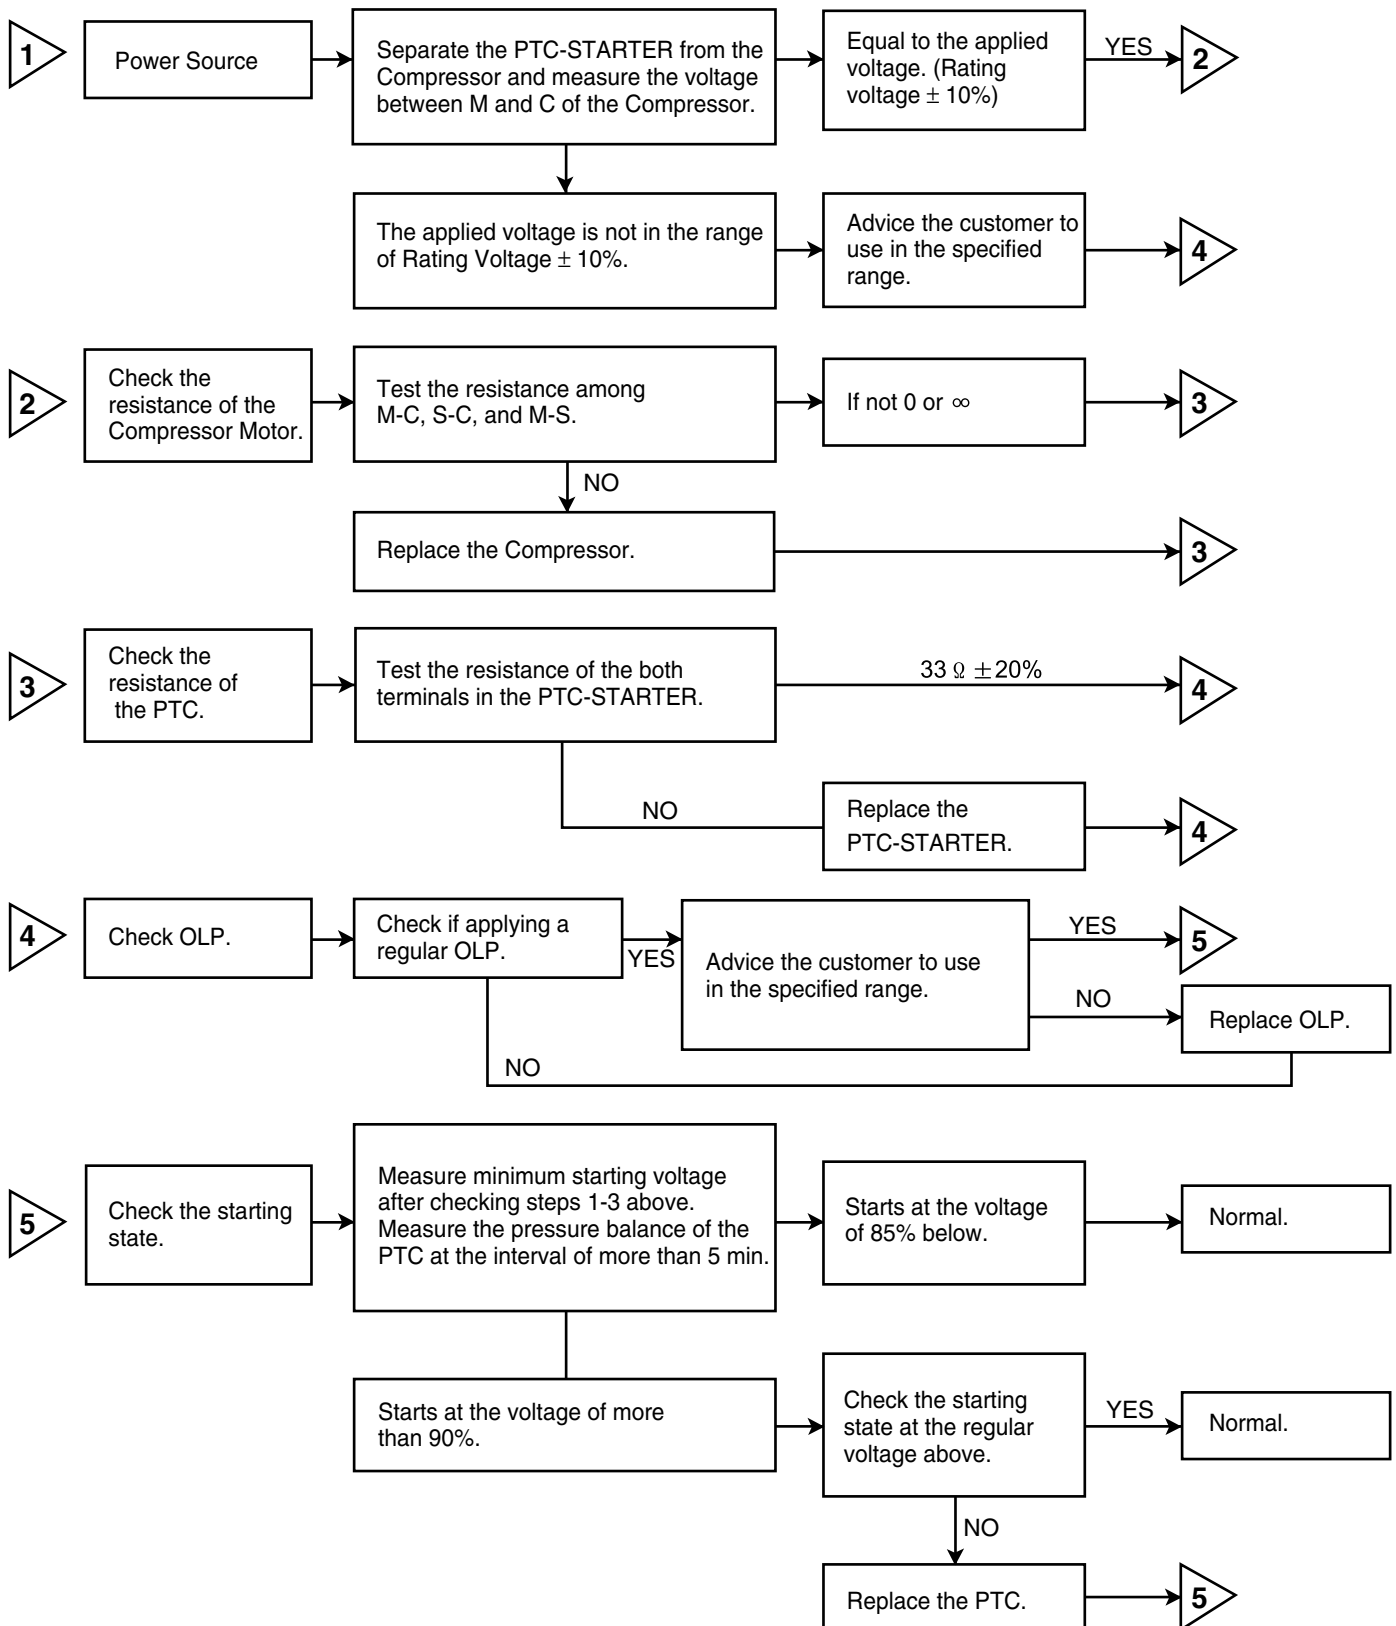 1
Power Source
Separate the PTC-STARTER from the
Compressor and measure the voltage
between M and C of the Compressor.
Equal to the applied
voltage. (Rating
voltage ± 10%)
YES
2
The applied voltage is not in the range
of Rating Voltage ± 10%.
Advice the customer to
use in the specified
range.
4
2
Check the
resistance of the
Compressor Motor.
Test the resistance among
M-C, S-C, and M-S.
If not 0 or ∞
3
NO
Replace the Compressor.
3
3
Check the
resistance of
the PTC.
Test the resistance of the both
terminals in the PTC-STARTER.
33 Ω ±20%
4
NO
Replace the
PTC-STARTER.
4
4
Check OLP.
Check if applying a
regular OLP.
YES
Advice the customer to use
in the specified range.
YES
5
NO
Replace OLP.
NO
5
Check the starting
state.
Measure minimum starting voltage
after checking steps 1-3 above.
Measure the pressure balance of the
PTC at the interval of more than 5 min.
Starts at the voltage
of 85% below.
Normal.
Starts at the voltage of more
than 90%.
Check the starting
state at the regular
voltage above.
YES
Normal.
NO
Replace the PTC.
5